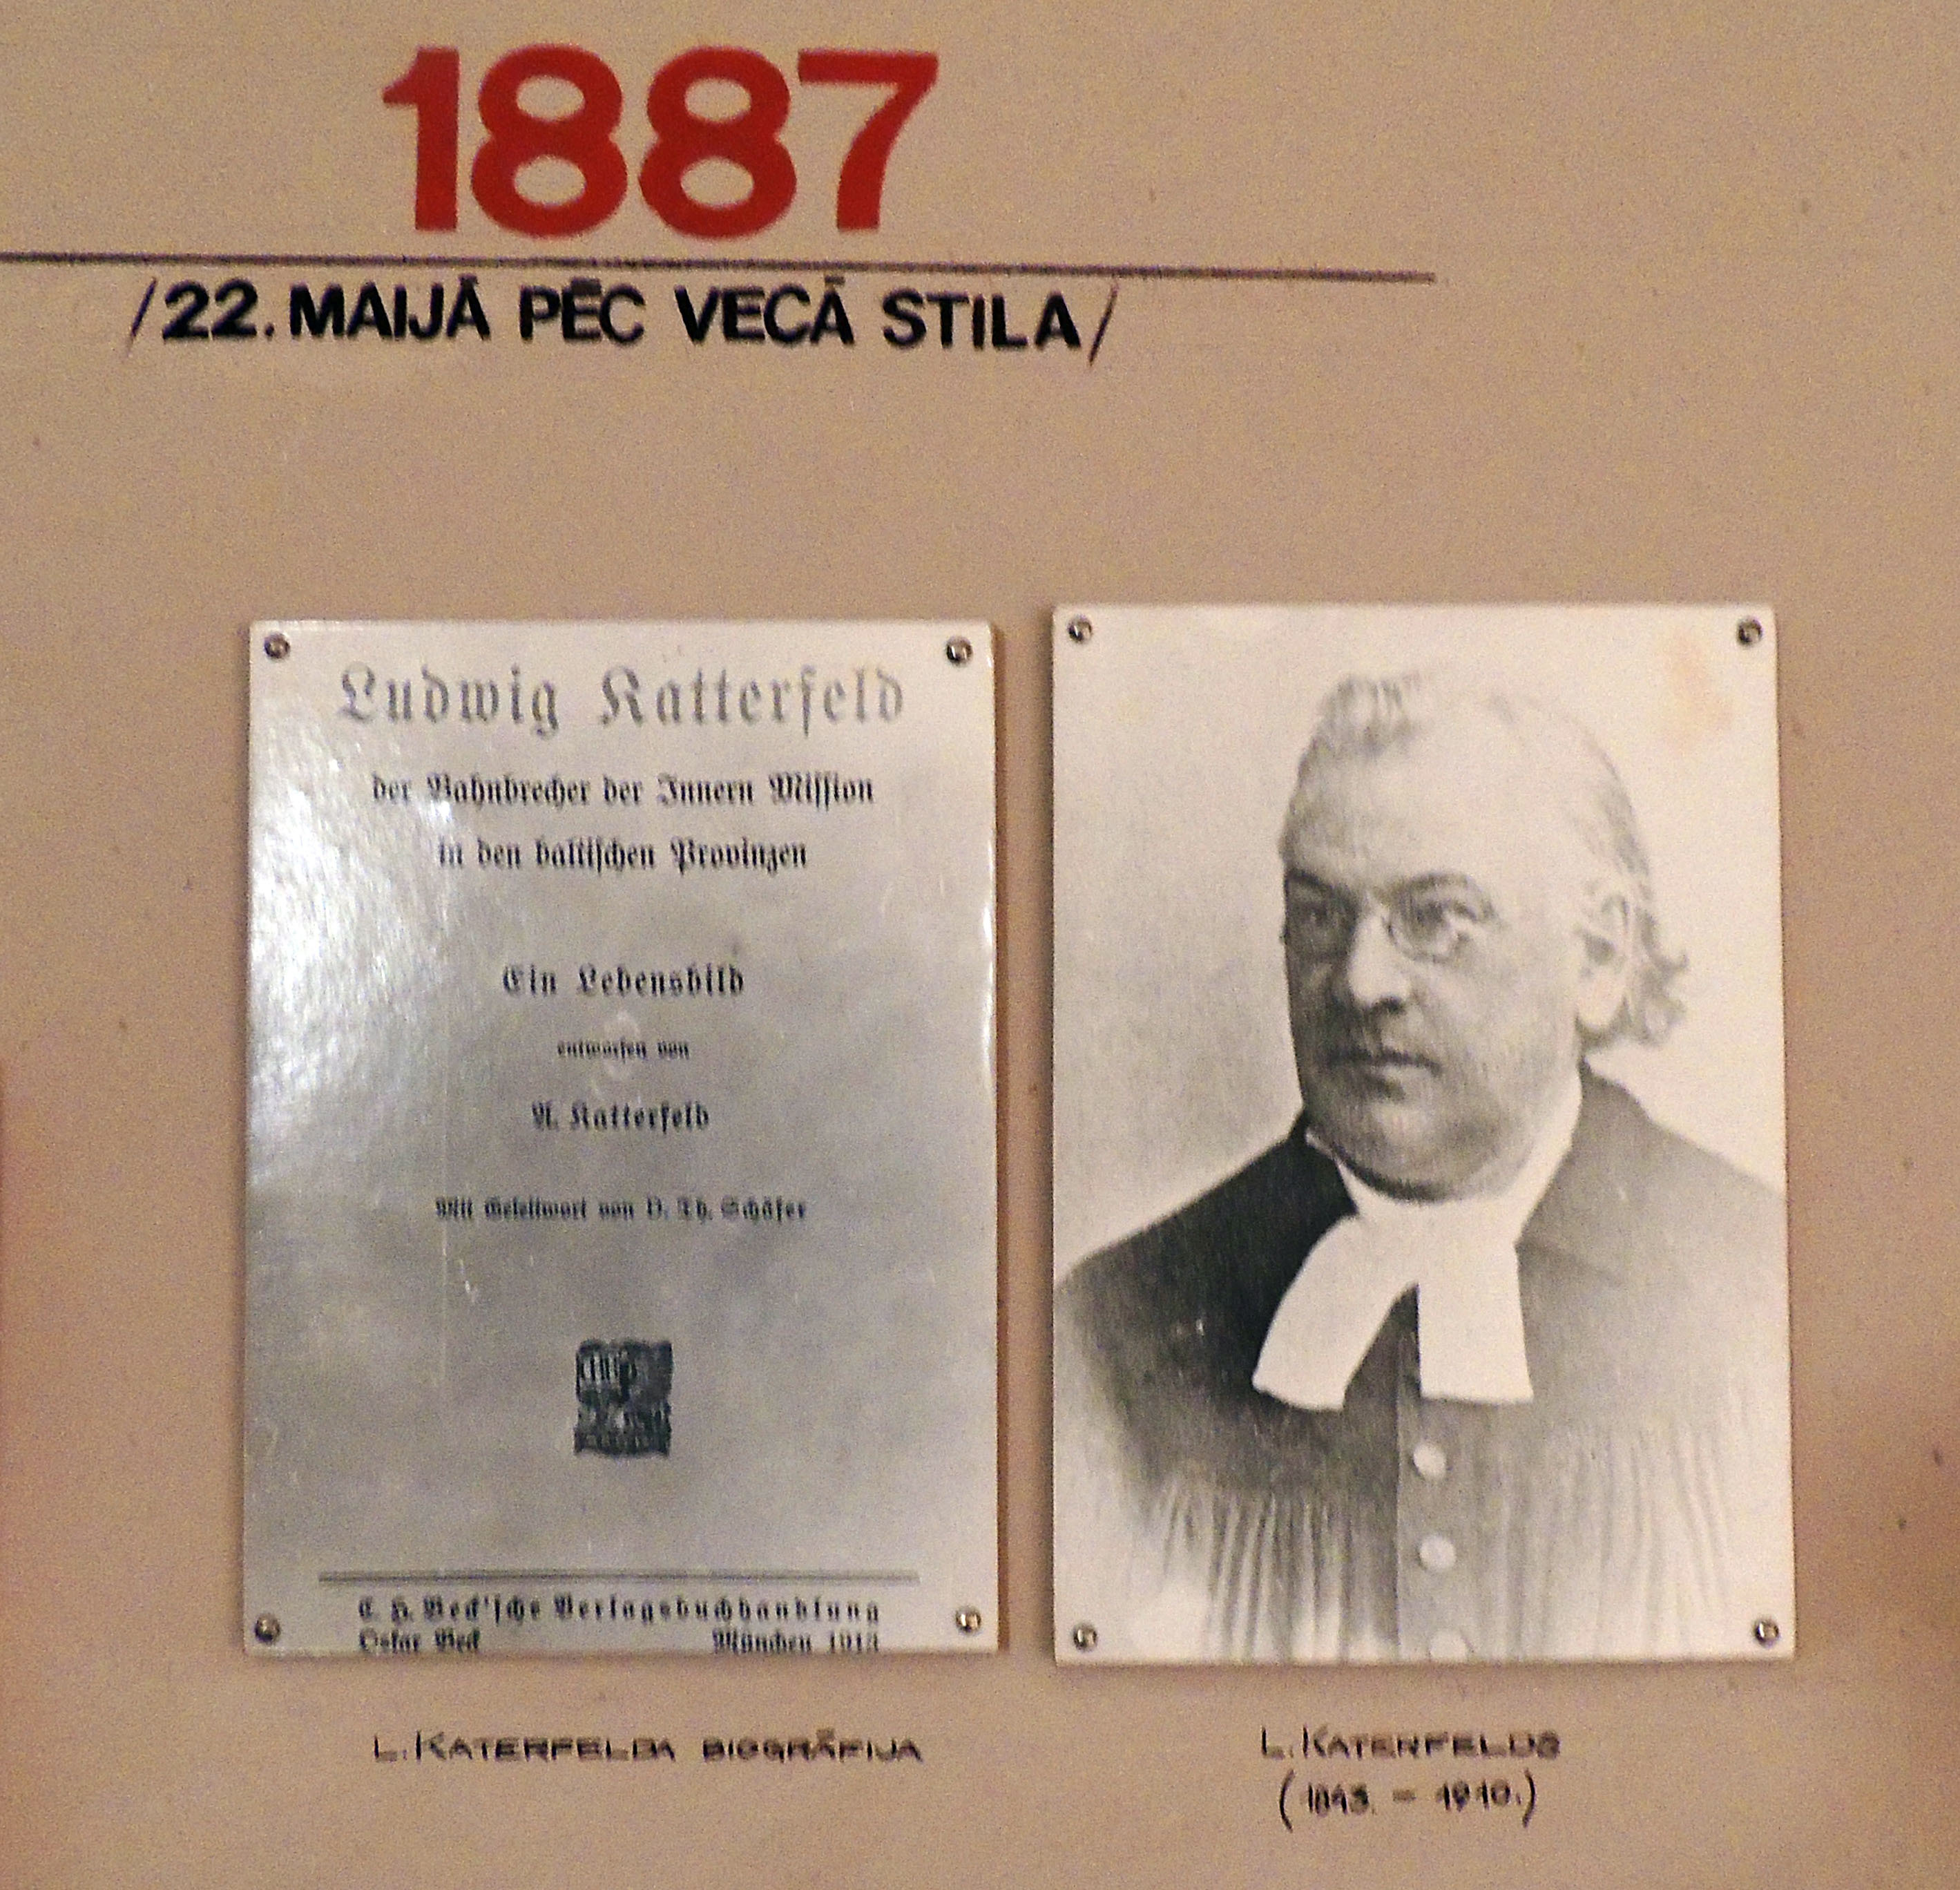 1887
/22. MAIJĀ PĒC VECĀ STILA/
Ludwig Katterfeld
der Bahnbrecher der Innern Mission
in den baltischen Provinzen
Ein Lebensbild
entworfen von
A. Katterfeld
Mit Geleitwort von D. Th. Schäfer
C. H. Beck'sche Verlagsbuchhandlung
Oskar Beck München 1913
L. KATERFELDA BIOGRĀFIJA
L. KATERFELDS
(1843. – 1910.)